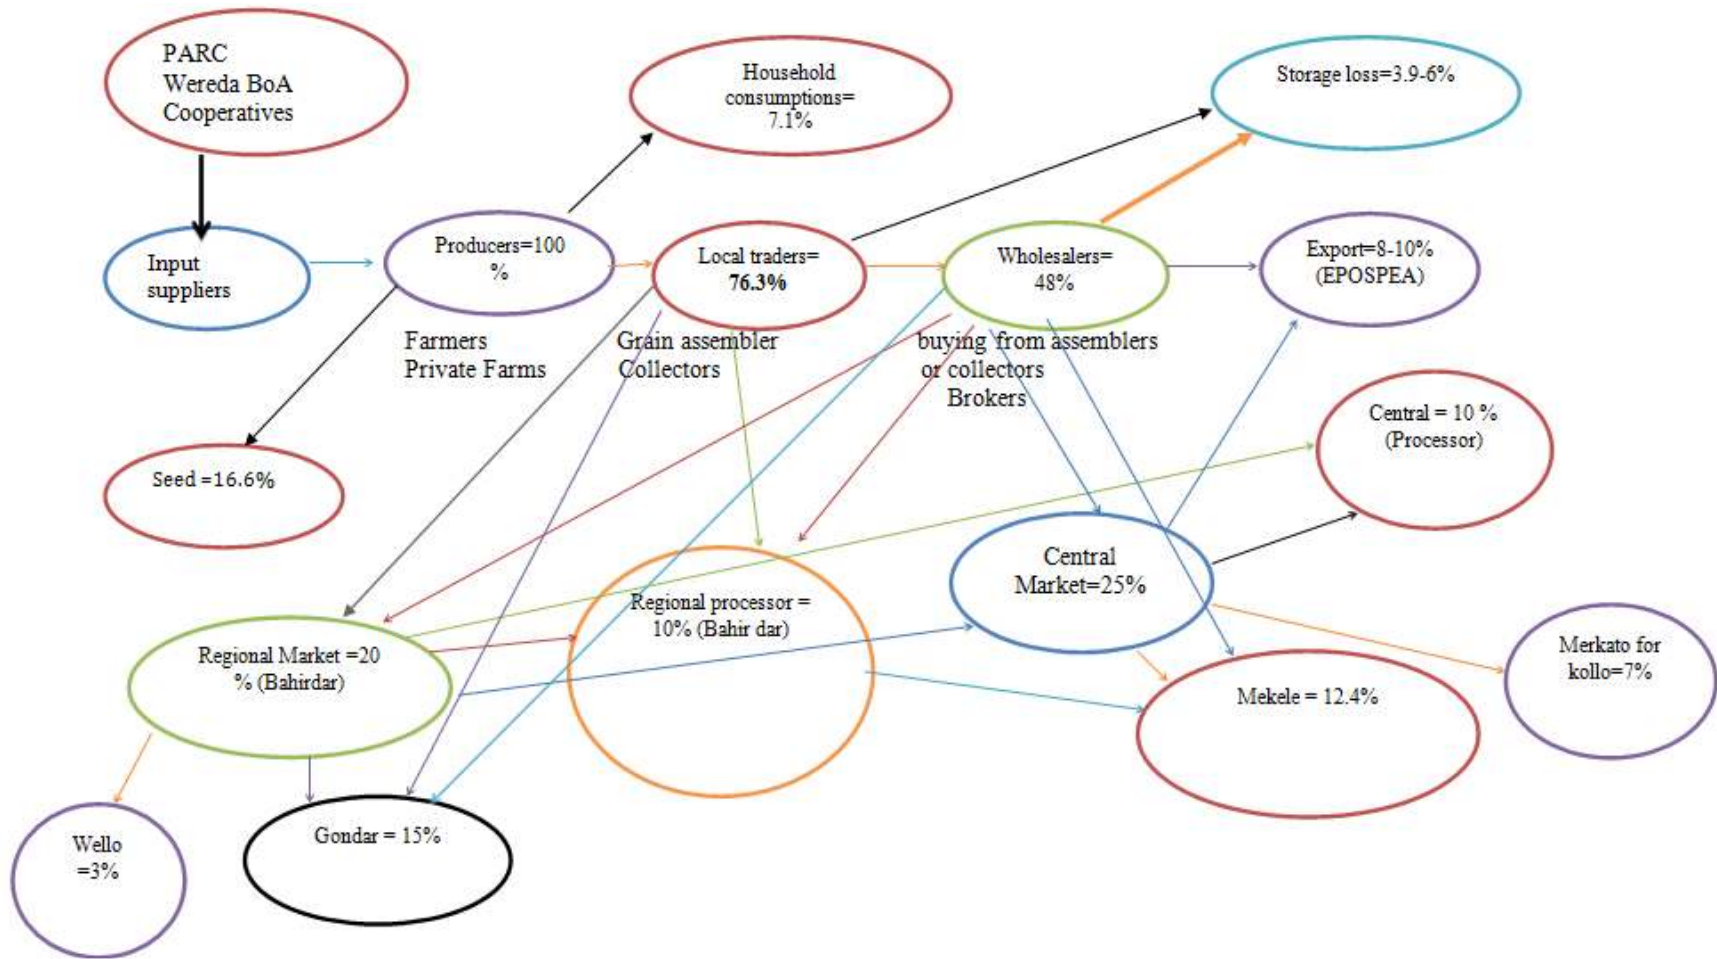 PARC
Wereda BoA
Cooperatives
Household
consumptions=
7.1%
Storage loss=3.9-6%
Input
suppliers
Producers=100
%
Local traders=
76.3%
Wholesalers=
48%
Export=8-10%
(EPOSPEA)
Farmers
Private Farms
Grain assembler
Collectors
buying from assemblers
or collectors
Brokers
Central = 10 %
(Processor)
Seed =16.6%
Central
Market=25%
Regional processor =
10% (Bahir dar)
Regional Market =20
% (Bahirdar)
Merkato for
kollo=7%
Mekele = 12.4%
Wello
=3%
Gondar = 15%